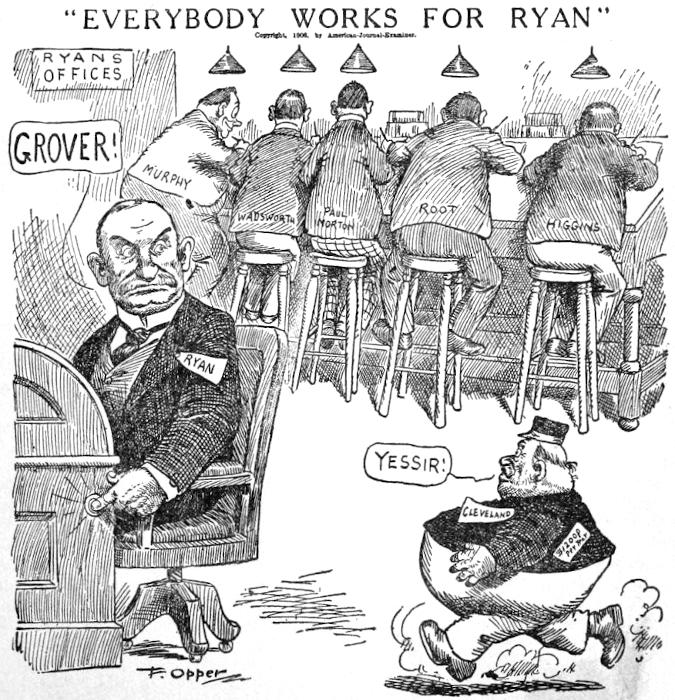 "EVERYBODY WORKS FOR RYAN"
Copyright, 1906, by American-Journal-Examiner.
RYANS
OFFICES
GROVER!
MURPHY
WADSWORTH
PAUL
MORTON
ROOT
HIGGINS
RYAN
YESSIR!
CLEVELAND
F. Opper